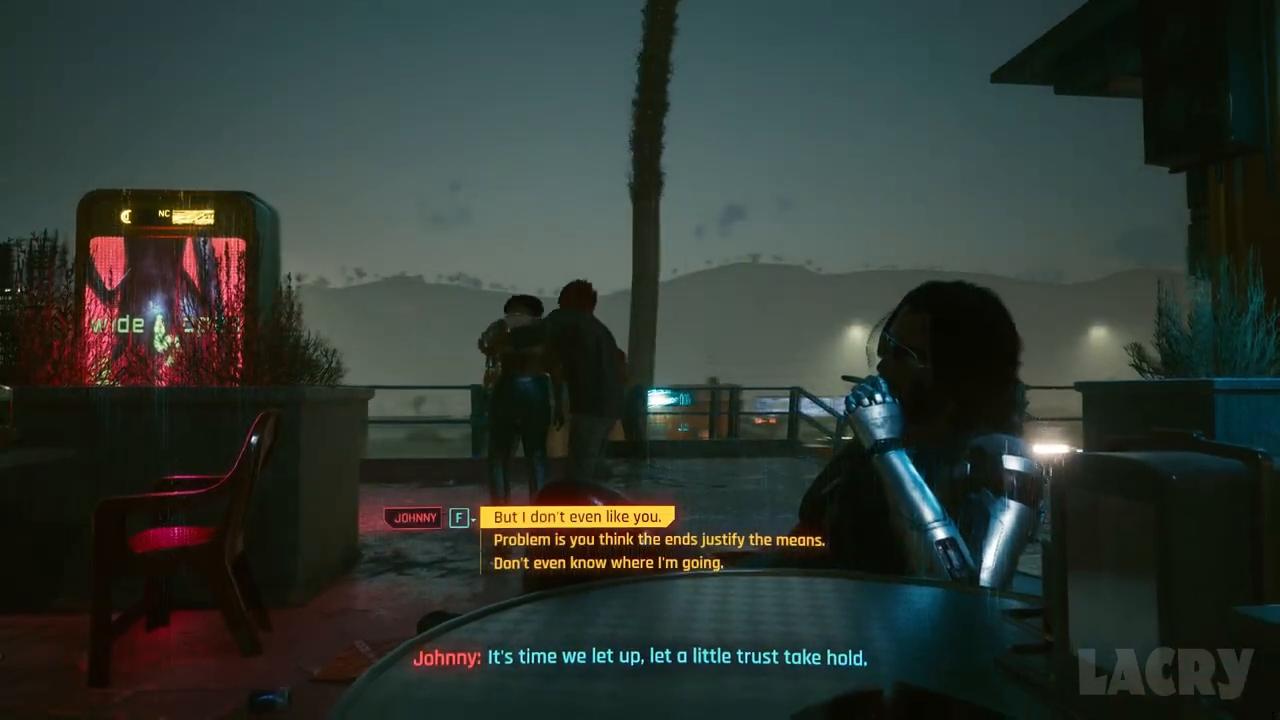 NC
wide &
JOHNNY F But I don't even like you.
Problem is you think the ends justify the means.
Don't even know where I'm going.
Johnny: It's time we let up, let a little trust take hold.
LACRY